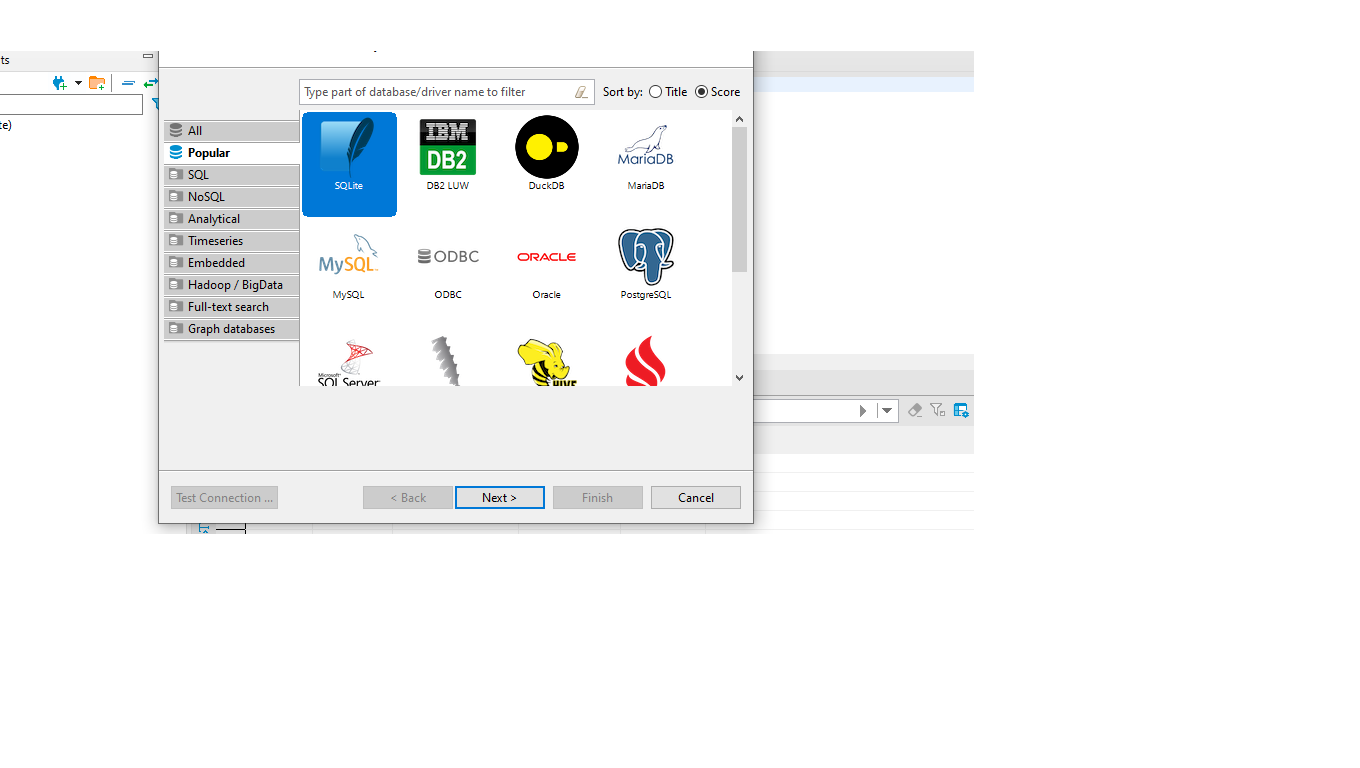 ts
te)
Type part of database/driver name to filter
Sort by: Title Score
All
Popular
SQL
NoSQL
Analytical
Timeseries
Embedded
Hadoop / BigData
Full-text search
Graph databases
SQLite
IBM
DB2
DB2 LUW
DuckDB
MariaDB
MariaDB
MySQL
MySQL
ODBC
ODBC
ORACLE
Oracle
PostgreSQL
Microsoft
SQL Server
HIVE
Test Connection ...
< Back
Next >
Finish
Cancel